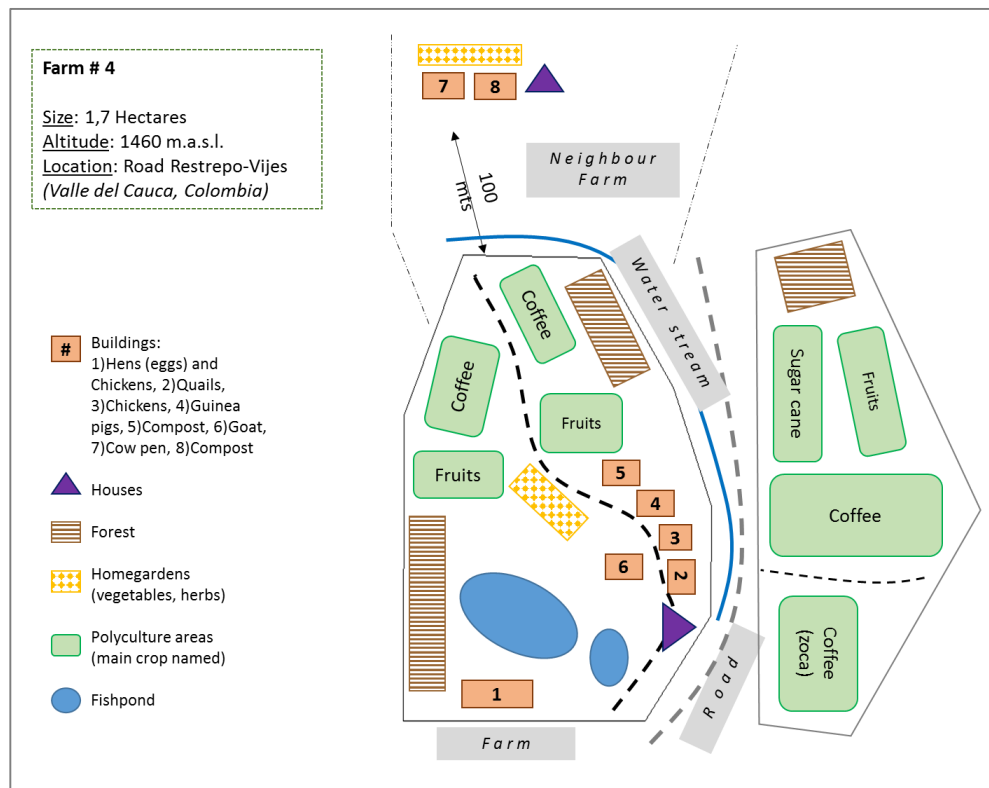 Farm # 4
Size: 1,7 Hectares
Altitude: 1460 m.a.s.l.
Location: Road Restrepo-Vijes
(Valle del Cauca, Colombia)
7
8
Neighbour
Farm
100
mts
Water stream
Coffee
Coffee
Fruits
Fruits
5
4
3
6
2
1
Sugar cane
Fruits
Coffee
Coffee
(zoca)
Road
Farm
#
Buildings:
1)Hens (eggs) and
Chickens, 2)Quails,
3)Chickens, 4)Guinea
pigs, 5)Compost, 6)Goat,
7)Cow pen, 8)Compost
Houses
Forest
Homegardens
(vegetables, herbs)
Polyculture areas
(main crop named)
Fishpond